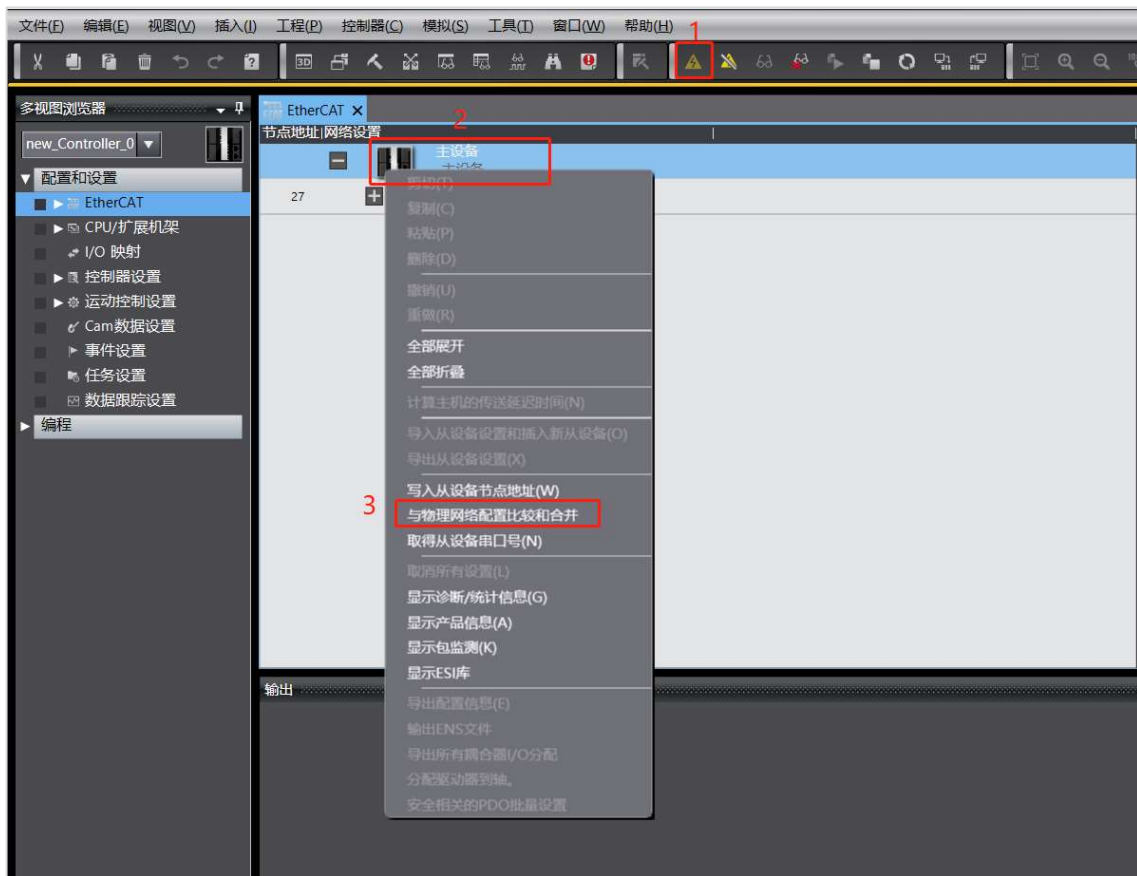 文件(F) 编辑(E) 视图(V) 插入(I) 工程(P) 控制器(C) 模拟(S) 工具(T) 窗口(W) 帮助(H)
1
3D
多视图浏览器
EtherCAT
2
new_Controller_0
节点地址|网络设置
主设备
主设备
配置和设置
EtherCAT
27
CPU/扩展机架
I/O 映射
控制器设置
运动控制设置
Cam数据设置
事件设置
任务设置
数据跟踪设置
编程
剪切(T)
复制(C)
粘贴(P)
删除(D)
撤销(U)
重做(R)
全部展开
全部折叠
计算主机的传送延迟时间(N)
导入从设备设置和插入新从设备(O)
导出从设备设置(X)
写入从设备节点地址(W)
3
与物理网络配置比较和合并
取得从设备串口号(N)
取消所有设置(L)
显示诊断/统计信息(G)
显示产品信息(A)
显示包监测(K)
显示ESI库
导出配置信息(E)
输出ENS文件
导出所有耦合器I/O分配
分配驱动器到轴。
安全相关的PDO批量设置
输出